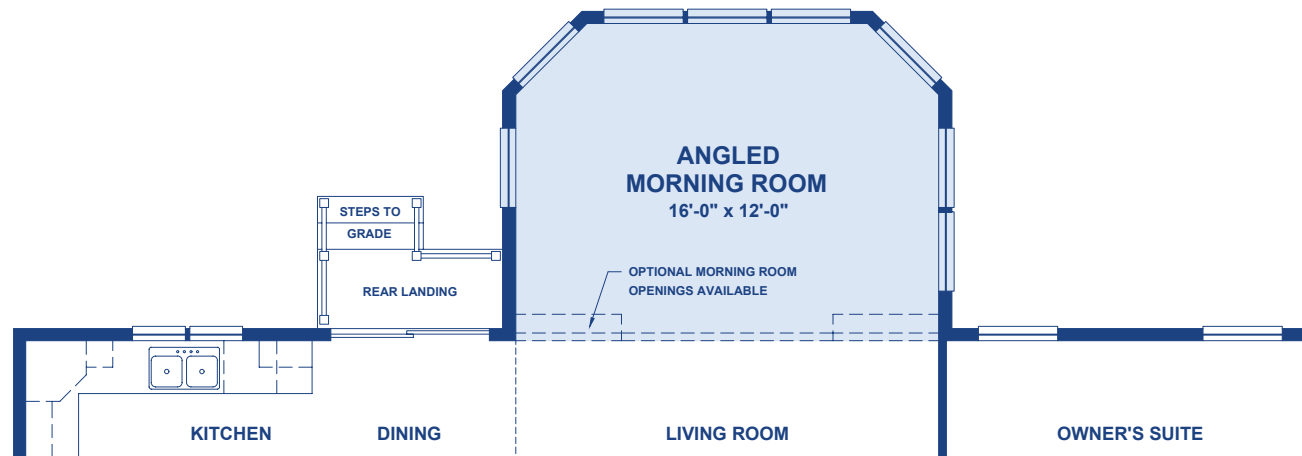 ANGLED
MORNING ROOM
16'-0" x 12'-0"
STEPS TO
GRADE
OPTIONAL MORNING ROOM
OPENINGS AVAILABLE
REAR LANDING
KITCHEN
DINING
LIVING ROOM
OWNER'S SUITE